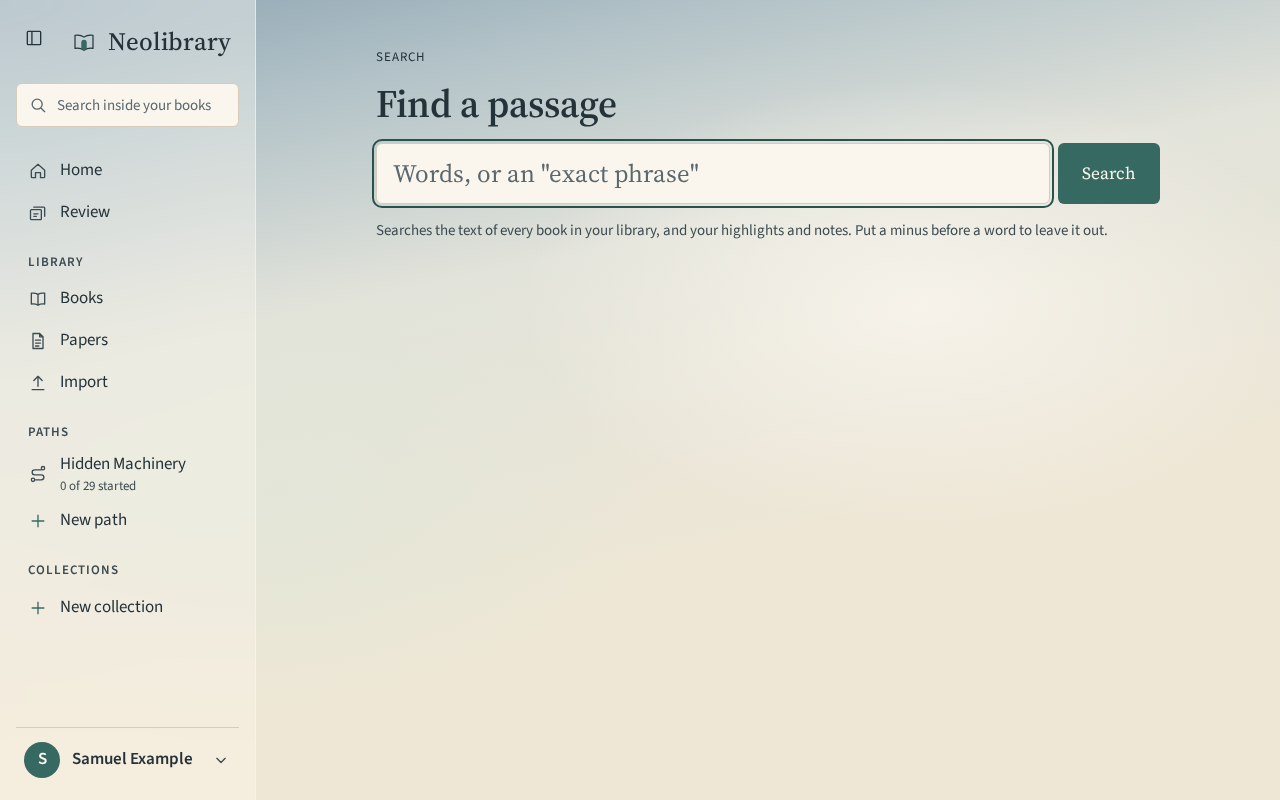 Neolibrary
Search inside your books
Home
Review
LIBRARY
Books
Papers
Import
PATHS
Hidden Machinery
0 of 29 started
New path
COLLECTIONS
New collection
S
Samuel Example
SEARCH
Find a passage
Words, or an "exact phrase"
Search
Searches the text of every book in your library, and your highlights and notes. Put a minus before a word to leave it out.